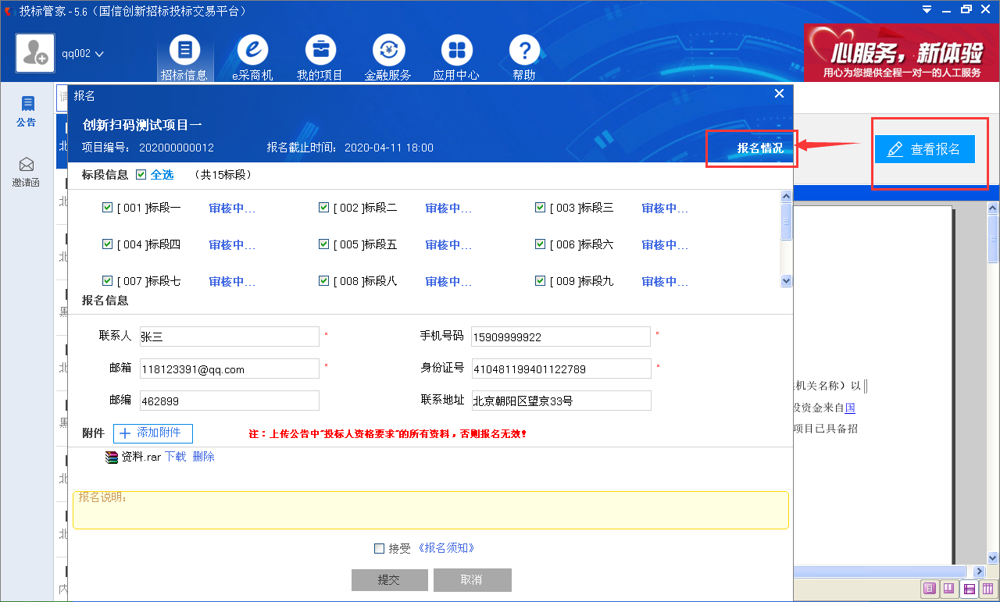 投标管家 - 5.6（国信创新招标投标交易平台）
qq002
招标信息 e采商机 我的项目 金融服务 应用中心 帮助
心服务，新体验
用心为您提供全程一对一的人工服务
公告
邀请函
报名
创新扫码测试项目一
项目编号： 202000000012 报名截止时间： 2020-04-11 18:00
报名情况
查看报名
标段信息 全选 （共15标段）
[ 001 ]标段一 审核中... [ 002 ]标段二 审核中... [ 003 ]标段三 审核中...
[ 004 ]标段四 审核中... [ 005 ]标段五 审核中... [ 006 ]标段六 审核中...
[ 007 ]标段七 审核中... [ 008 ]标段八 审核中... [ 009 ]标段九 审核中...
报名信息
联系人 张三 * 手机号码 15909999922 *
邮箱 118123391@qq.com * 身份证号 410481199401122789 *
邮编 462899 联系地址 北京朝阳区望京33号
附件 添加附件 注：上传公告中"投标人资格要求"的所有资料，否则报名无效！
资料.rar 下载 删除
报名说明：
接受 《报名须知》
提交 取消
机关名称）以
投资金来自国
项目已具备招